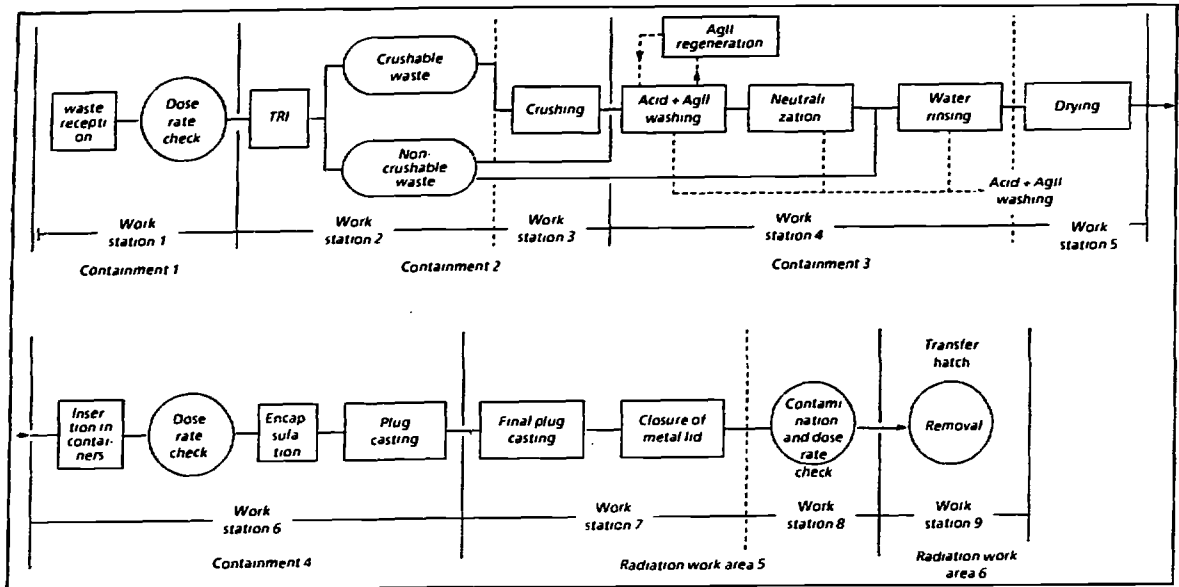 AgII
regeneration
Crushable
waste
waste
recepti
on
Dose
rate
check
TRI
Crushing
Acid + AgII
washing
Neutrali
zation
Water
rinsing
Drying
Non-
crushable
waste
Acid + AgII
washing
Work
station 1
Work
station 2
Work
station 3
Work
station 4
Work
station 5
Containment 1
Containment 2
Containment 3
Transfer
hatch
Inser
tion in
contai-
ners
Dose
rate
check
Encap
sula
tion
Plug
casting
Final plug
casting
Closure of
metal lid
Contami
nation
and dose
rate
check
Removal
Work
station 6
Work
station 7
Work
station 8
Work
station 9
Containment 4
Radiation work
area 5
Radiation work
area 6